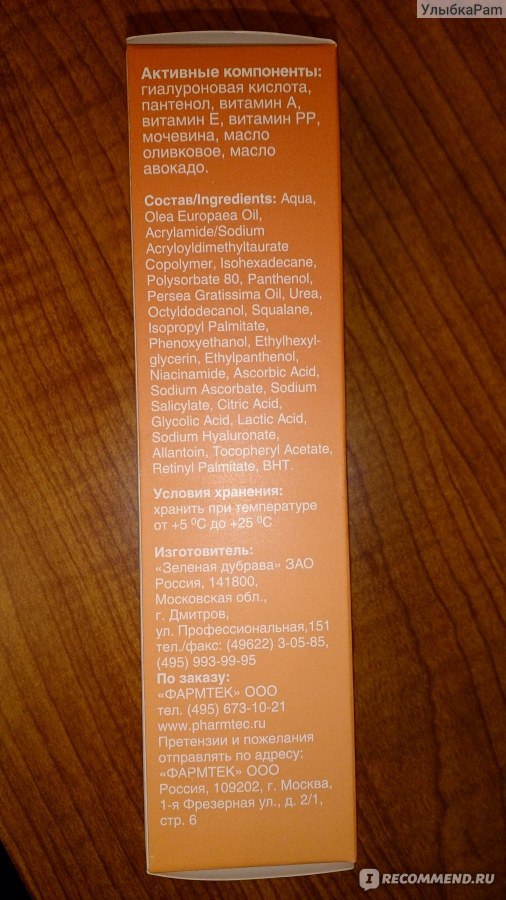 УлыбкаPam
Активные компоненты:
гиалуроновая кислота,
пантенол, витамин А,
витамин Е, витамин РР,
мочевина, масло
оливковое, масло
авокадо.
Состав/Ingredients: Aqua,
Olea Europaea Oil,
Acrylamide/Sodium
Acryloyldimethyltaurate
Copolymer, Isohexadecane,
Polysorbate 80, Panthenol,
Persea Gratissima Oil, Urea,
Octyldodecanol, Squalane,
Isopropyl Palmitate,
Phenoxyethanol, Ethylhexyl-
glycerin, Ethylpanthenol,
Niacinamide, Ascorbic Acid,
Sodium Ascorbate, Sodium
Salicylate, Citric Acid,
Glycolic Acid, Lactic Acid,
Sodium Hyaluronate,
Allantoin, Tocopheryl Acetate,
Retinyl Palmitate, BHT.
Условия хранения:
хранить при температуре
от +5 ⁰C до +25 ⁰C
Изготовитель:
«Зеленая дубрава» ЗАО
Россия, 141800,
Московская обл.,
г. Дмитров,
ул. Профессиональная,151
тел./факс: (49622) 3-05-85,
(495) 993-99-95
По заказу:
«ФАРМТЕК» ООО
тел. (495) 673-10-21
www.pharmtec.ru
Претензии и пожелания
отправлять по адресу:
«ФАРМТЕК» ООО
Россия, 109202, г. Москва,
1-я Фрезерная ул., д. 2/1,
стр. 6
IRECOMMEND.RU